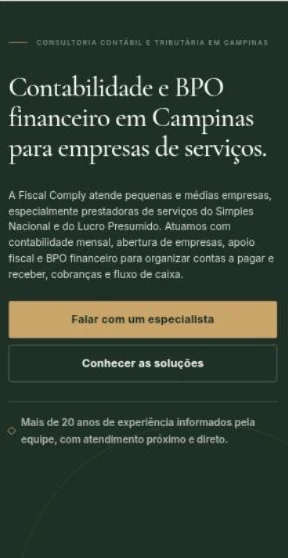 CONSULTORIA CONTÁBIL E TRIBUTÁRIA EM CAMPINAS
Contabilidade e BPO
financeiro em Campinas
para empresas de serviços.
A Fiscal Comply atende pequenas e médias empresas,
especialmente prestadoras de serviços do Simples
Nacional e do Lucro Presumido. Atuamos com
contabilidade mensal, abertura de empresas, apoio
fiscal e BPO financeiro para organizar contas a pagar e
receber, cobranças e fluxo de caixa.
Falar com um especialista
Conhecer as soluções
Mais de 20 anos de experiência informados pela
equipe, com atendimento próximo e direto.